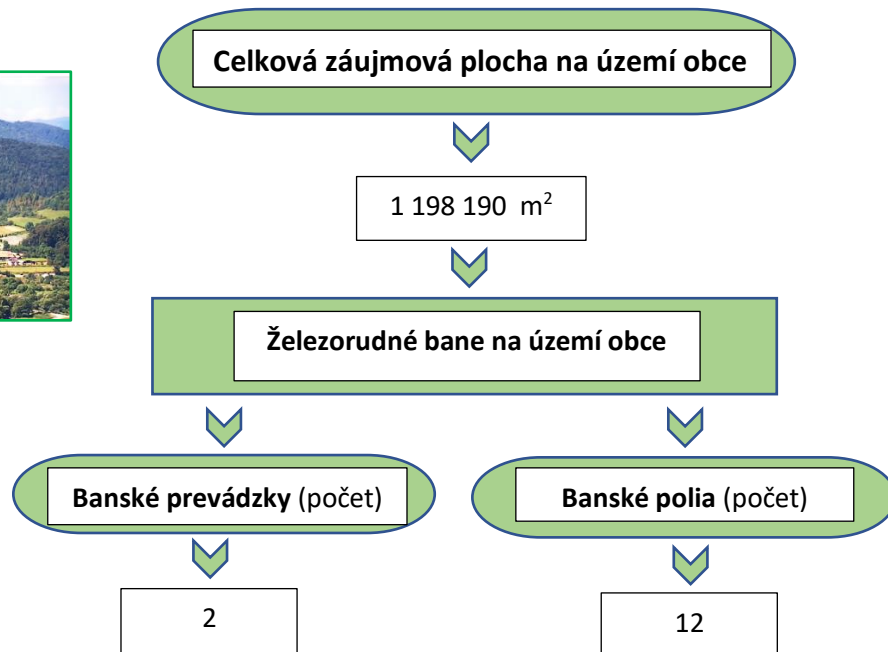 Celková záujmová plocha na území obce
1 198 190 m²
Železorudné bane na území obce
Banské prevádzky (počet)
Banské polia (počet)
2
12